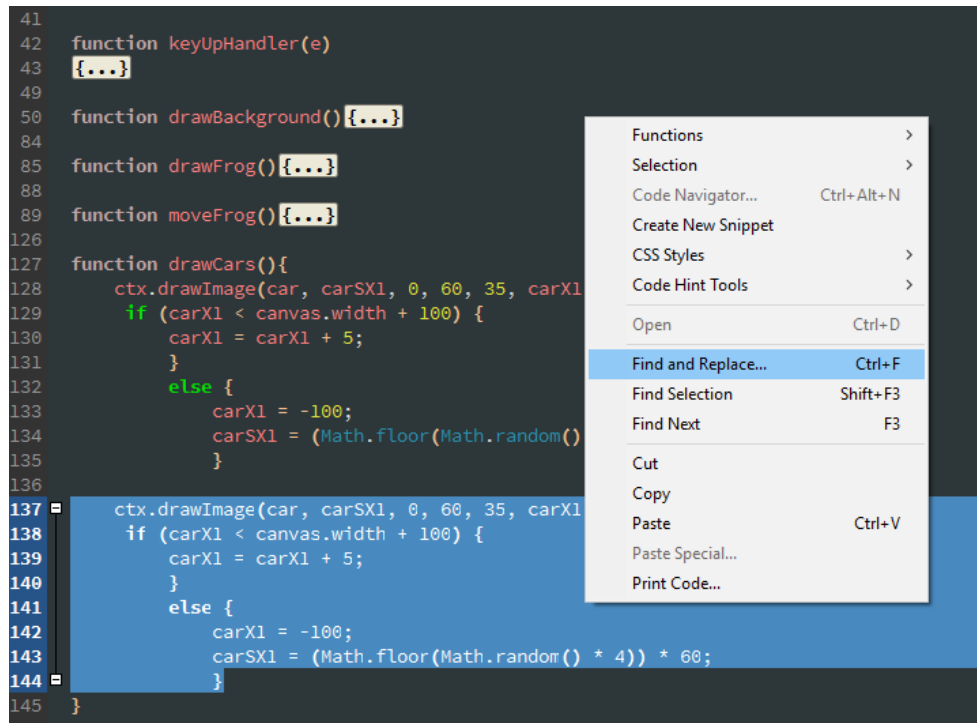 41
42 function keyUpHandler(e)
43 {...}
49
50 function drawBackground(){...}
84
85 function drawFrog(){...}
88
89 function moveFrog(){...}
126
127 function drawCars(){
128 ctx.drawImage(car, carSX1, 0, 60, 35, carX1
129 if (carX1 < canvas.width + 100) {
130 carX1 = carX1 + 5;
131 }
132 else {
133 carX1 = -100;
134 carSX1 = (Math.floor(Math.random()
135 }
136
137 ctx.drawImage(car, carSX1, 0, 60, 35, carX1
138 if (carX1 < canvas.width + 100) {
139 carX1 = carX1 + 5;
140 }
141 else {
142 carX1 = -100;
143 carSX1 = (Math.floor(Math.random() * 4)) * 60;
144 }
145 }
Functions >
Selection >
Code Navigator... Ctrl+Alt+N
Create New Snippet
CSS Styles >
Code Hint Tools >
Open Ctrl+D
Find and Replace... Ctrl+F
Find Selection Shift+F3
Find Next F3
Cut
Copy
Paste Ctrl+V
Paste Special...
Print Code...